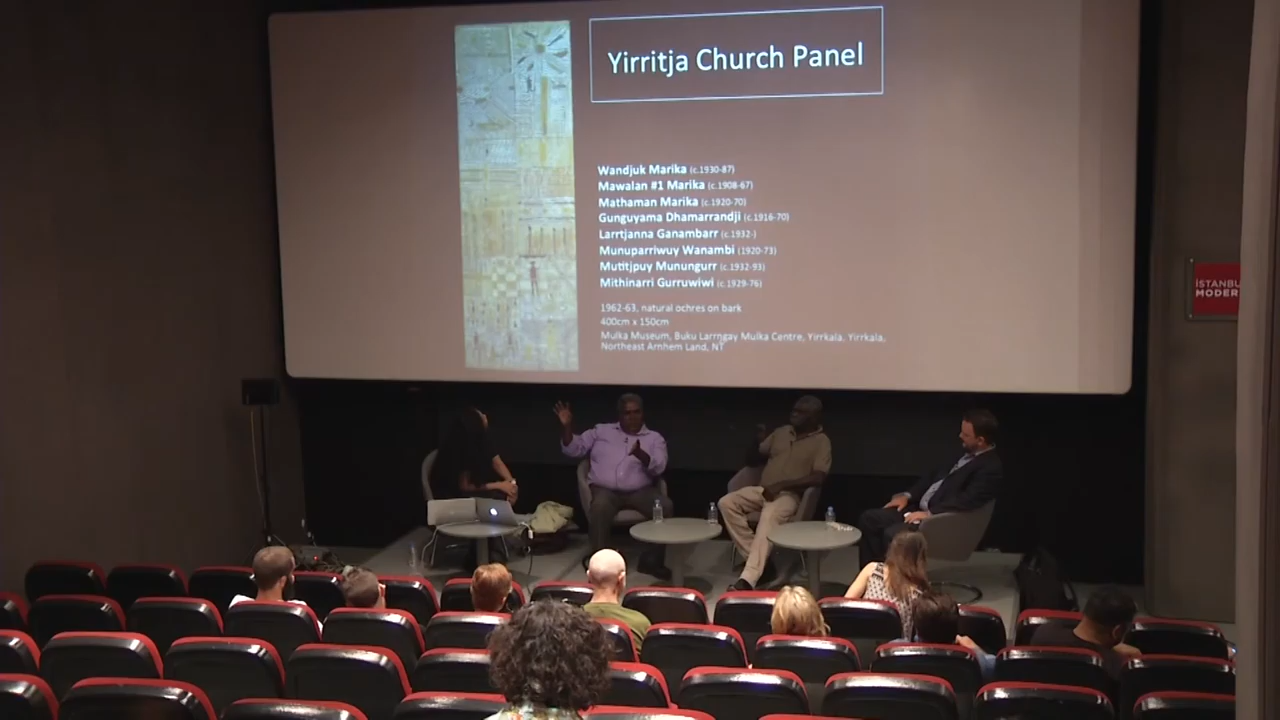 Yirritja Church Panel
Wandjuk Marika (c.1930-87)
Mawalan #1 Marika (c.1908-67)
Mathaman Marika (c.1920-70)
Gunguyama Dhamarrandji (c.1916-70)
Larrtjanna Ganambarr (c.1932-)
Munuparriwuy Wanambi (1920-73)
Mutitjpuy Munungurr (c.1932-93)
Mithinarri Gurruwiwi (c.1929-76)
1962-63, natural ochres on bark
400cm x 150cm
Mulka Museum, Buku Larrngay Mulka Centre, Yirrkala, Yirrkala,
Northeast Arnhem Land, NT
İSTANBU
MODER